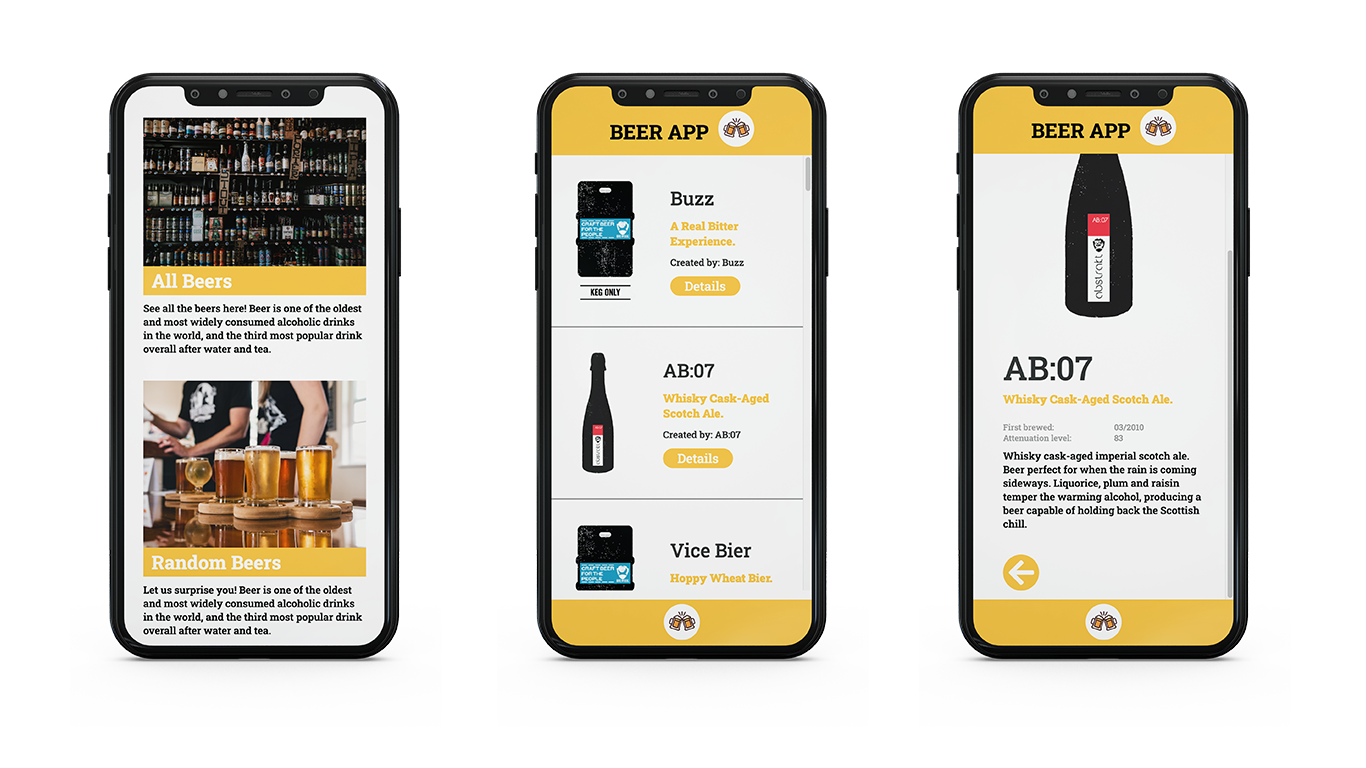 All Beers
See all the beers here! Beer is one of the oldest
and most widely consumed alcoholic drinks
in the world, and the third most popular drink
overall after water and tea.
Random Beers
Let us surprise you! Beer is one of the oldest
and most widely consumed alcoholic drinks
in the world, and the third most popular drink
overall after water and tea.
BEER APP
CRAFT BEER
FOR THE
PEOPLE
KEG ONLY
Buzz
A Real Bitter
Experience.
Created by: Buzz
Details
abstrakt
AB:07
Whisky Cask-Aged
Scotch Ale.
Created by: AB:07
Details
CRAFT BEER
FOR THE
PEOPLE
Vice Bier
Hoppy Wheat Bier.
BEER APP
AB:07
abstrakt
AB:07
Whisky Cask-Aged Scotch Ale.
First brewed: 03/2010
Attenuation level: 83
Whisky cask-aged imperial scotch ale.
Beer perfect for when the rain is coming
sideways. Liquorice, plum and raisin
temper the warming alcohol, producing a
beer capable of holding back the Scottish
chill.